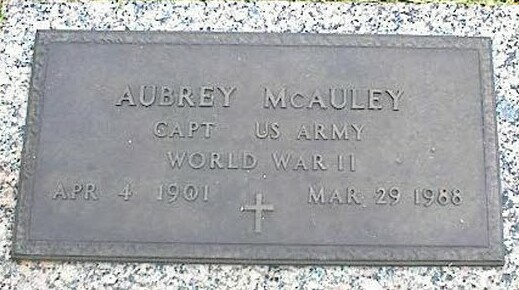 AUBREY McAULEY
CAPT US ARMY
WORLD WAR II
APR 4 1901 MAR 29 1988